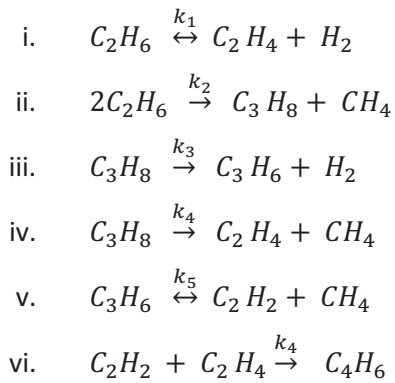 i. C₂H₆ ↔ᵏ¹ C₂H₄ + H₂
ii. 2C₂H₆ →ᵏ² C₃H₈ + CH₄
iii. C₃H₈ →ᵏ³ C₃H₆ + H₂
iv. C₃H₈ →ᵏ⁴ C₂H₄ + CH₄
v. C₃H₆ ↔ᵏ⁵ C₂H₂ + CH₄
vi. C₂H₂ + C₂H₄ →ᵏ⁴ C₄H₆